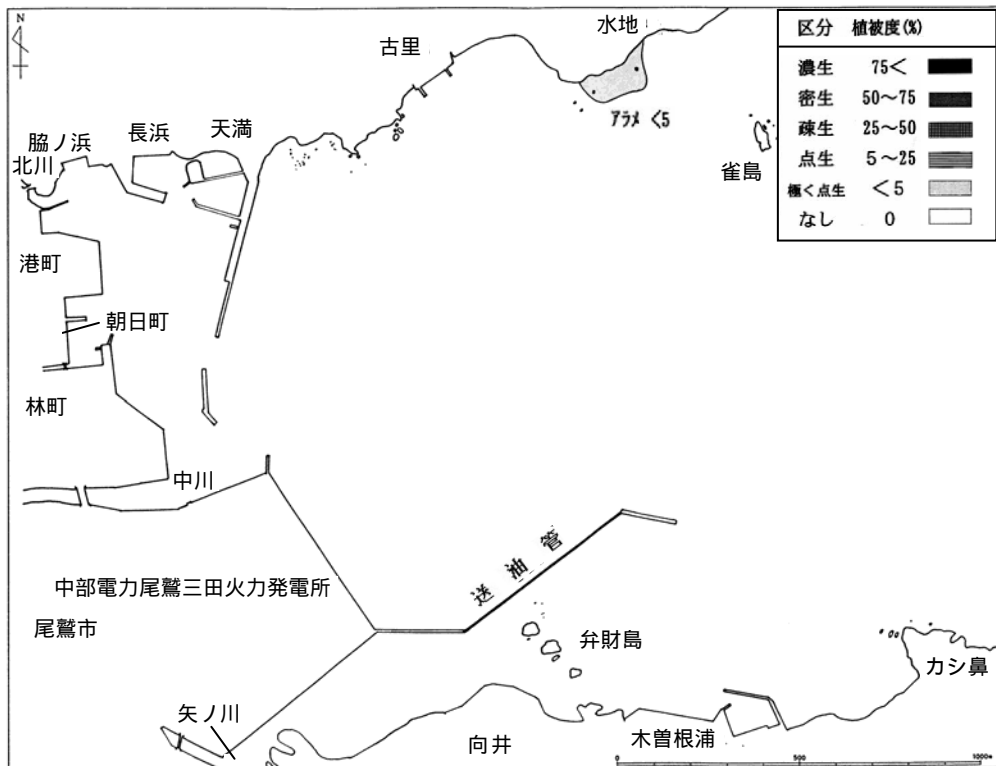 N
水地
古里
区分 植被度(%)
濃生 75<
密生 50～75
疎生 25～50
点生 5～25
極く点生 <5
なし 0
アラメ <5
雀島
天満
長浜
脇ノ浜
北川
港町
朝日町
林町
中川
送油管
中部電力尾鷲三田火力発電所
尾鷲市
弁財島
カシ鼻
矢ノ川
向井
木曽根浦
0 500 1000m